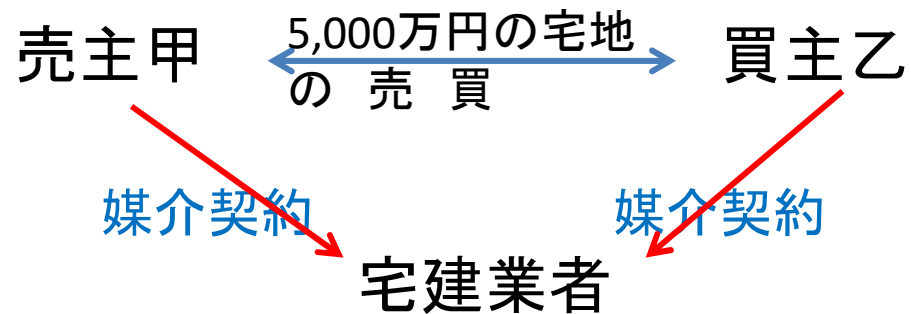 売主甲
5,000万円の宅地
の売買
買主乙
媒介契約
媒介契約
宅建業者